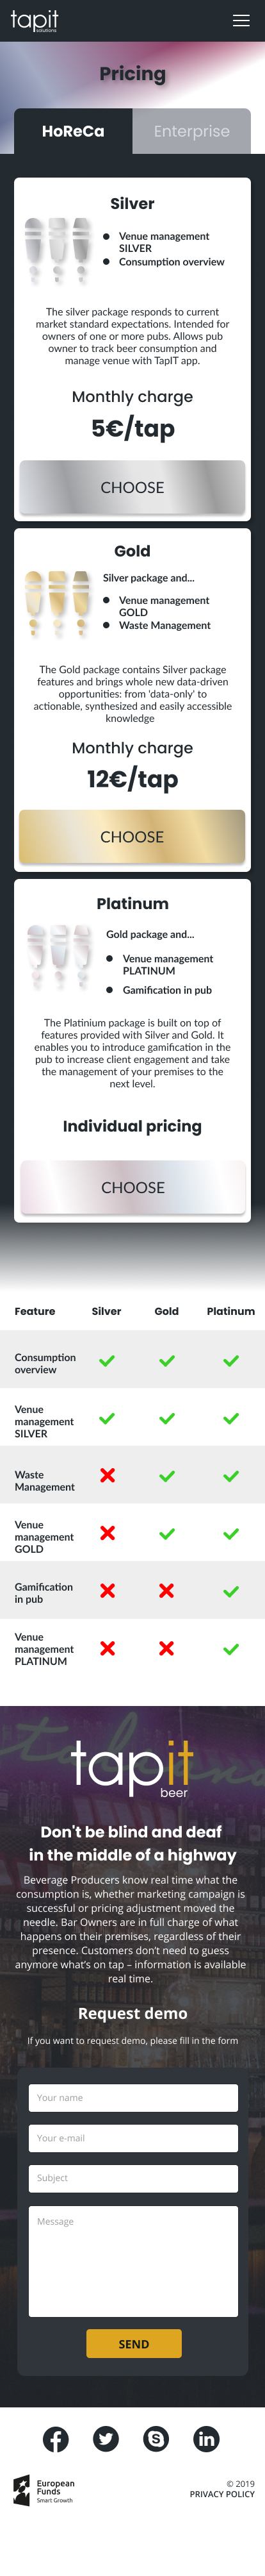 tapit
solutions
Pricing
HoReCa
Enterprise
Silver
Venue management
SILVER
Consumption overview
The silver package responds to current
market standard expectations. Intended for
owners of one or more pubs. Allows pub
owner to track beer consumption and
manage venue with TapIT app.
Monthly charge
5€/tap
CHOOSE
Gold
Silver package and...
Venue management
GOLD
Waste Management
The Gold package contains Silver package
features and brings whole new data-driven
opportunities: from 'data-only' to
actionable, synthesized and easily accessible
knowledge
Monthly charge
12€/tap
CHOOSE
Platinum
Gold package and...
Venue management
PLATINUM
Gamification in pub
The Platinium package is built on top of
features provided with Silver and Gold. It
enables you to introduce gamification in the
pub to increase client engagement and take
the management of your premises to the
next level.
Individual pricing
CHOOSE
Feature Silver Gold Platinum
Consumption
overview
Venue
management
SILVER
Waste
Management
Venue
management
GOLD
Gamification
in pub
Venue
management
PLATINUM
tapit
beer
Don't be blind and deaf
in the middle of a highway
Beverage Producers know real time what the
consumption is, whether marketing campaign is
successful or pricing adjustment moved the
needle. Bar Owners are in full charge of what
happens on their premises, regardless of their
presence. Customers don't need to guess
anymore what's on tap – information is available
real time.
Request demo
If you want to request demo, please fill in the form
Your name
Your e-mail
Subject
Message
SEND
European
Funds
Smart Growth
© 2019
PRIVACY POLICY